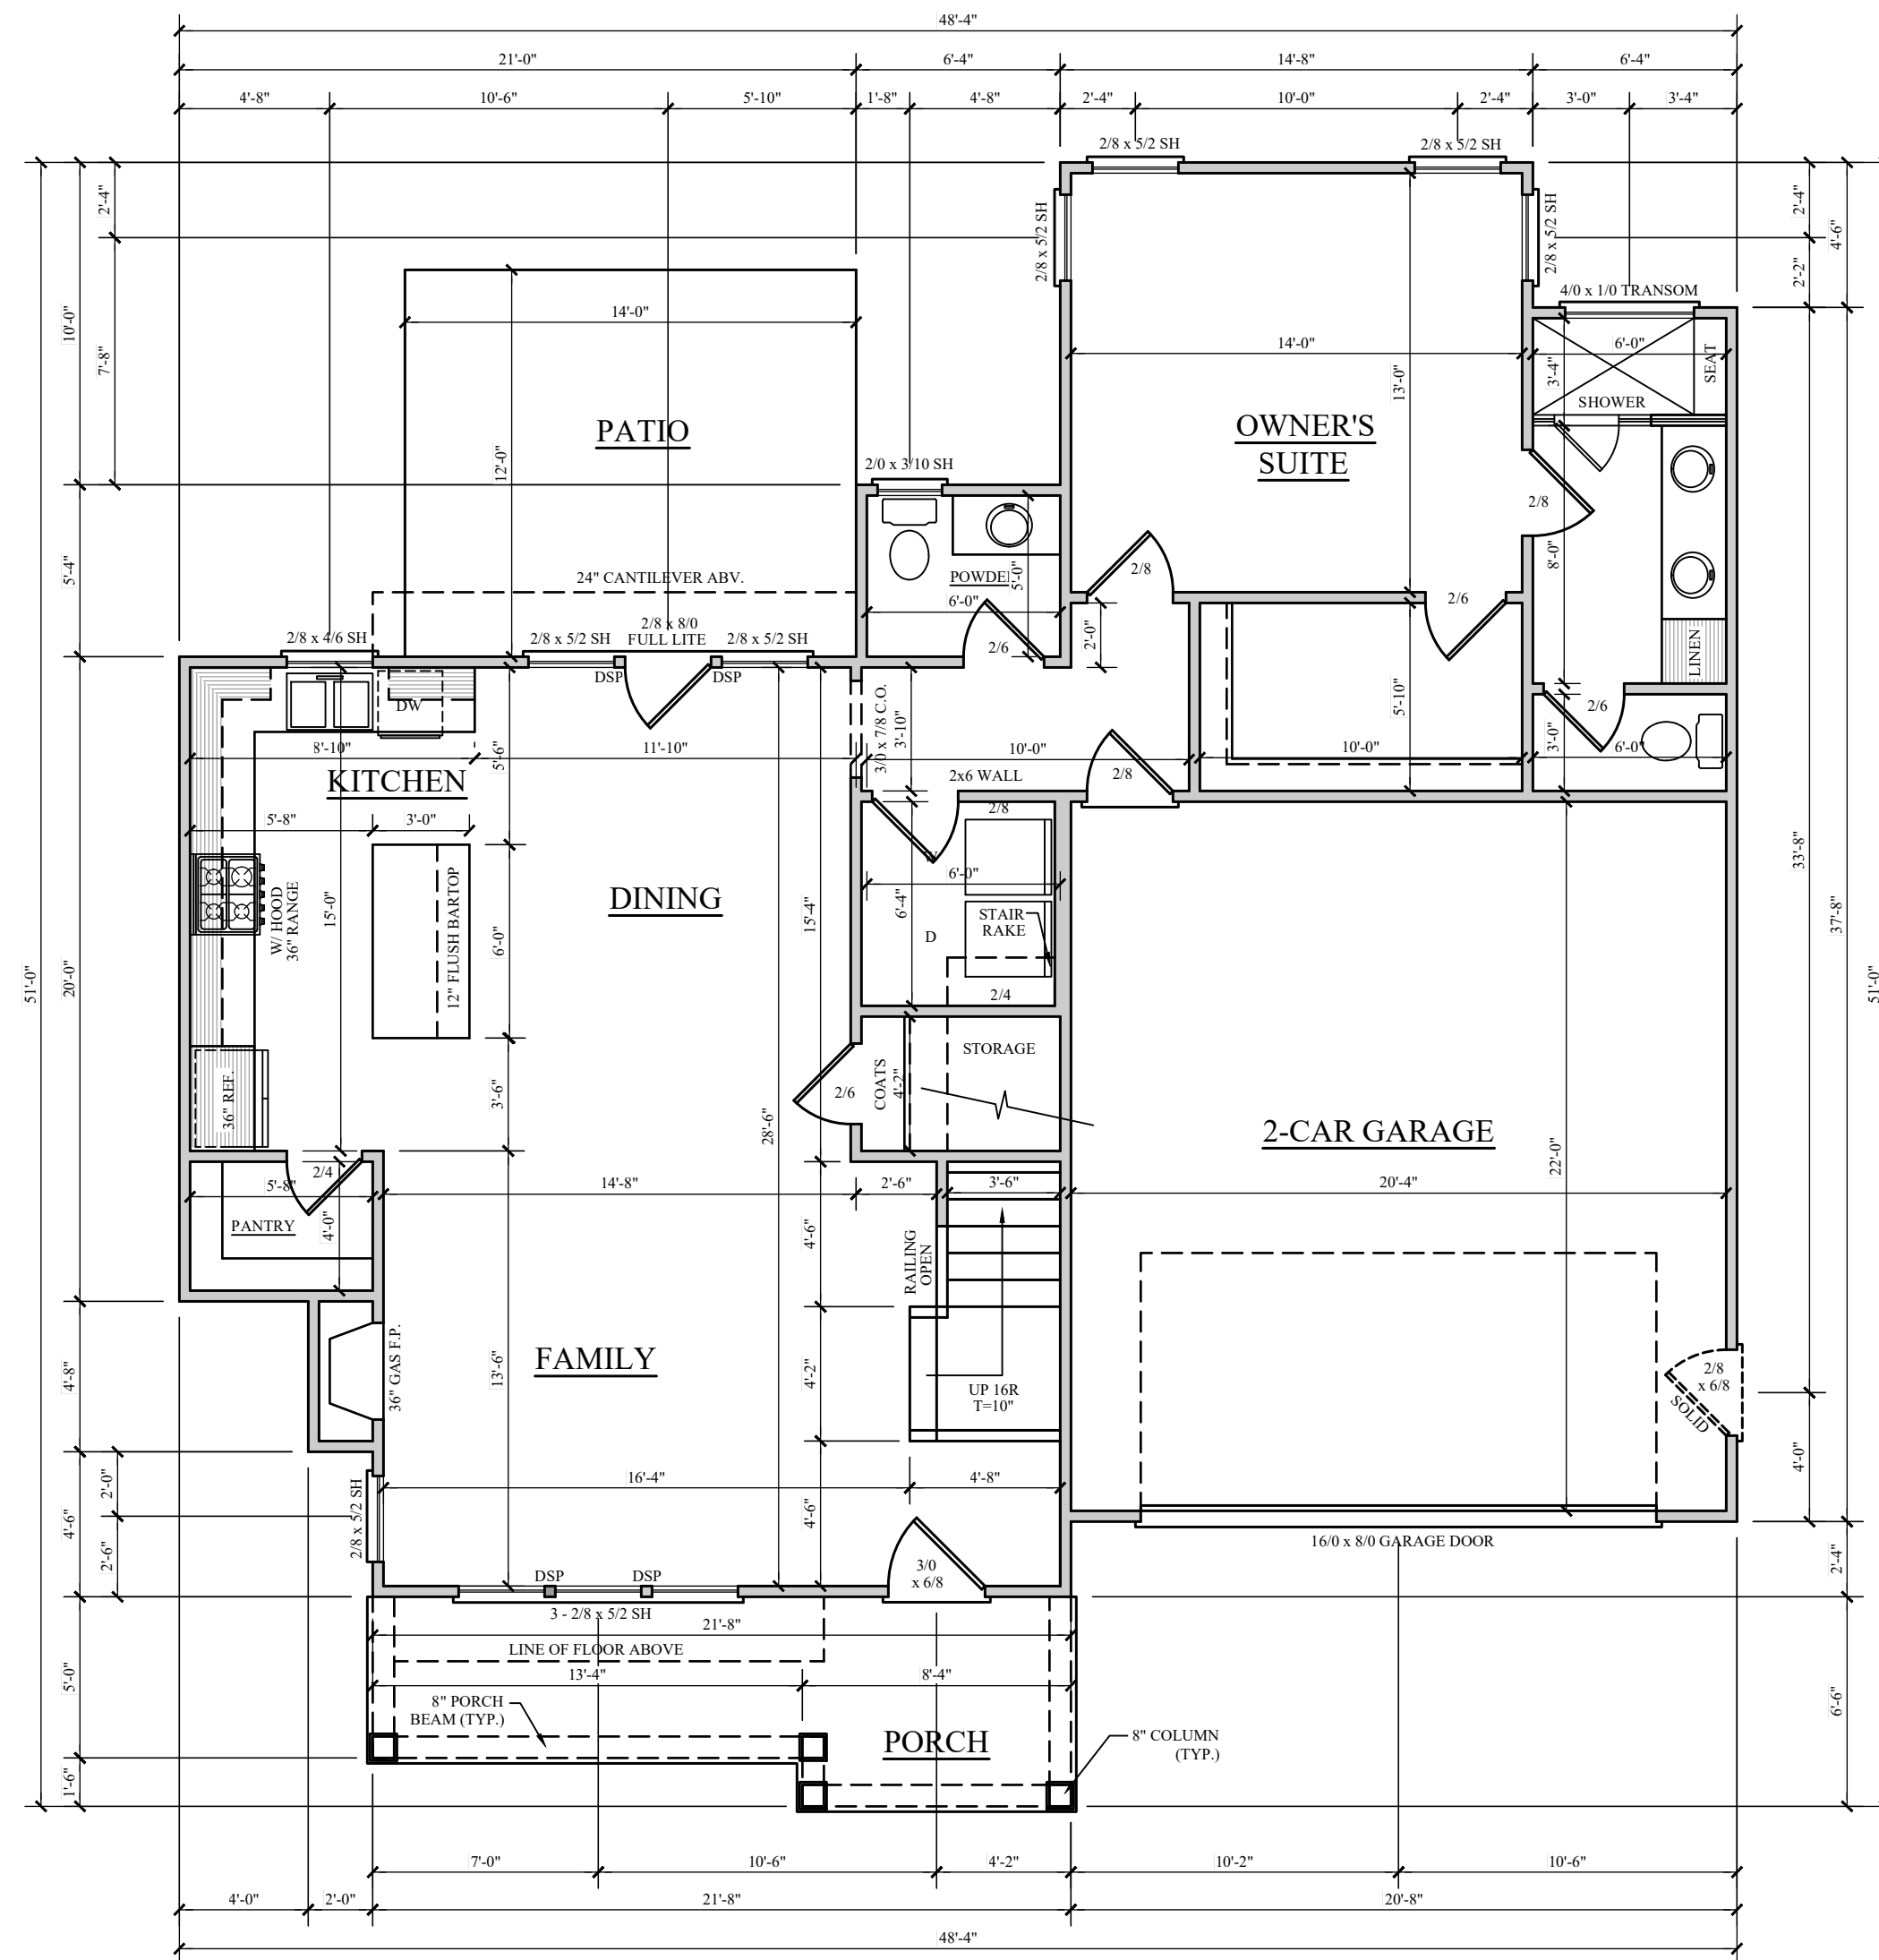 48'-4"
21'-0"
6'-4"
14'-8"
6'-4"
4'-8"
10'-6"
5'-10"
1'-8"
4'-8"
2'-4"
10'-0"
2'-4"
3'-0"
3'-4"
2/8 x 5/2 SH
2/8 x 5/2 SH
2'-4"
2/8 x 5/2 SH
2/8 x 5/2 SH
2'-4"
4'-6"
2'-2"
4/0 x 1/0 TRANSOM
14'-0"
10'-0"
7'-8"
14'-0"
13'-0"
6'-0"
3'-4"
SEAT
SHOWER
PATIO
12'-0"
OWNER'S
SUITE
2/0 x 3/10 SH
2/8
8'-0"
5'-4"
24" CANTILEVER ABV.
POWDE
5'-0"
6'-0"
2/8
2/6
2/8 x 4/6 SH
2/8 x 5/2 SH
2/8 x 8/0
FULL LITE
2/8 x 5/2 SH
DSP
DSP
2/6
2'-0"
LINEN
DW
3/0 x 7/8 C.O.
3'-10"
5'-10"
2/6
3'-0"
6'-0"
8'-10"
5'-6"
11'-10"
10'-0"
10'-0"
2x6 WALL
2/8
KITCHEN
5'-8"
3'-0"
2/8
W
6'-0"
33'-8"
37'-8"
DINING
W/ HOOD
36" RANGE
15'-0"
12" FLUSH BARTOP
6'-0"
15'-4"
6'-4"
STAIR
RAKE
D
2/4
51'-0"
20'-0"
51'-0"
36" REF.
3'-6"
28'-6"
2/6
COATS
4'-2"
STORAGE
2-CAR GARAGE
22'-0"
2/4
5'-8"
PANTRY
4'-0"
14'-8"
2'-6"
3'-6"
20'-4"
4'-6"
RAILING
OPEN
4'-8"
36" GAS F.P.
FAMILY
13'-6"
4'-2"
UP 16R
T=10"
2/8
x 6/8
SOLID
4'-0"
2'-0"
4'-6"
2'-6"
2/8 x 5/2 SH
16'-4"
4'-8"
4'-6"
16/0 x 8/0 GARAGE DOOR
2'-4"
DSP
DSP
3/0
x 6/8
3 - 2/8 x 5/2 SH
21'-8"
LINE OF FLOOR ABOVE
13'-4"
8'-4"
5'-0"
8" PORCH
BEAM (TYP.)
PORCH
8" COLUMN
(TYP.)
6'-6"
1'-6"
7'-0"
10'-6"
4'-2"
10'-2"
10'-6"
4'-0"
2'-0"
21'-8"
20'-8"
48'-4"